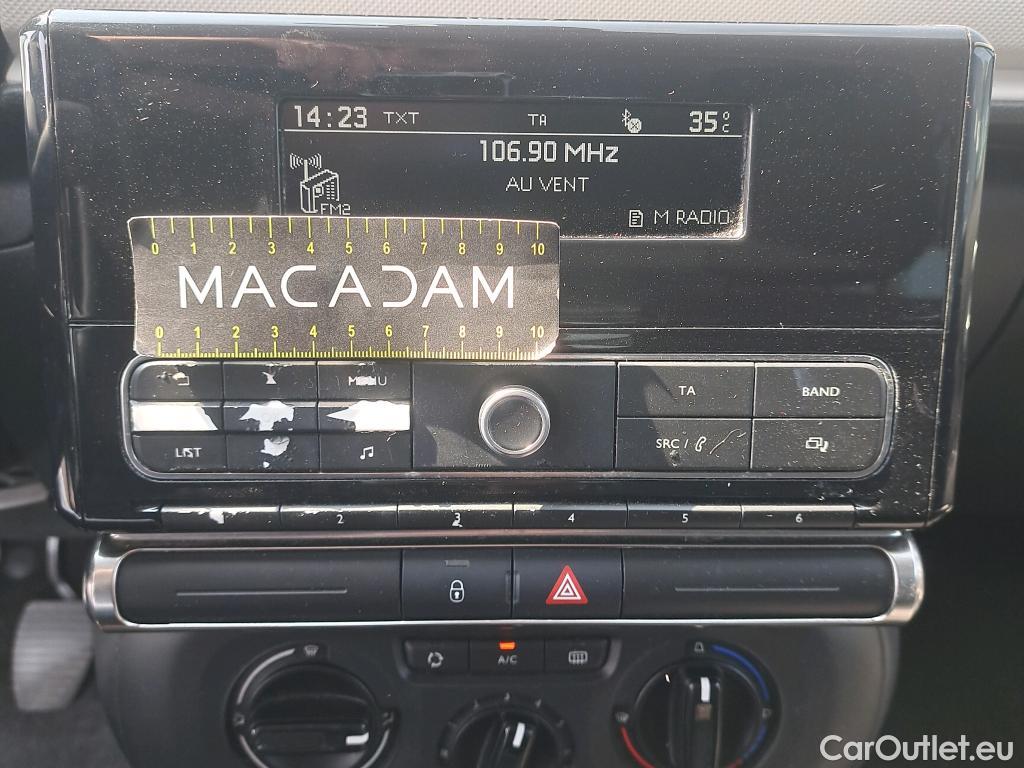 14:23 TXT TA 35°C
106.90 MHz
AU VENT
FM2 M RADIO
0 1 2 3 4 5 6 7 8 9 10
MACADAM
0 1 2 3 4 5 6 7 8 9 10
MENU TA BAND
LIST SRC/
1 2 3 4 5 6
A/C
CarOutlet.eu